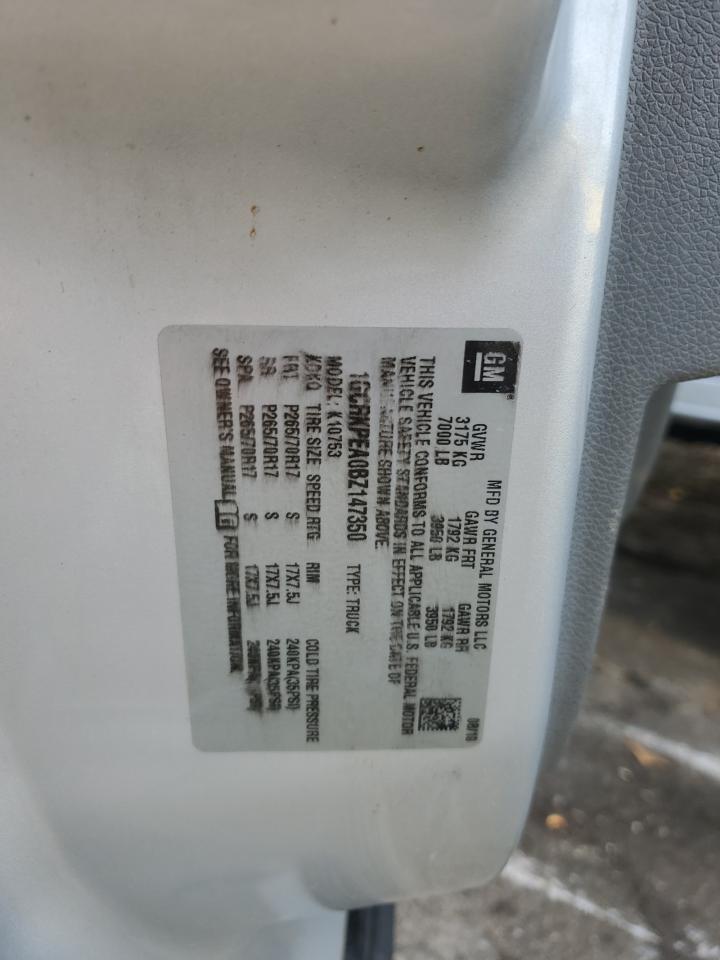 GM
MFD BY GENERAL MOTORS LLC 08/10
GVWR GAWR FRT GAWR RR
3175 KG 1792 KG 1792 KG
7000 LB 3950 LB 3950 LB
THIS VEHICLE CONFORMS TO ALL APPLICABLE U.S. FEDERAL MOTOR
VEHICLE SAFETY STANDARDS IN EFFECT ON THE DATE OF
MANUFACTURE SHOWN ABOVE.
1GCRKPEA0BZ147350 TYPE: TRUCK
MODEL: K10753
TIRE SIZE SPEED RTG RIM COLD TIRE PRESSURE
FRT P265/70R17 S 17X7.5J 240KPA(35PSI)
RR P265/70R17 S 17X7.5J 240KPA(35PSI)
SPA P265/70R17 S 17X7.5J
SEE OWNER'S MANUAL FOR MORE INFORMATION.